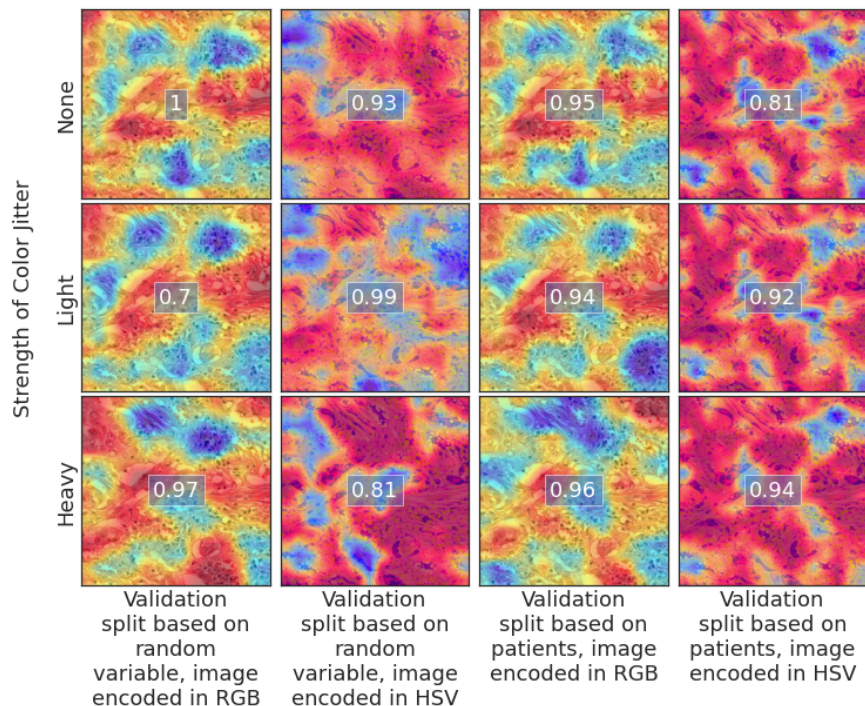 Strength of Color Jitter
None
1
0.93
0.95
0.81
Light
0.7
0.99
0.94
0.92
Heavy
0.97
0.81
0.96
0.94
Validation
split based on
random
variable, image
encoded in RGB
Validation
split based on
random
variable, image
encoded in HSV
Validation
split based on
patients, image
encoded in RGB
Validation
split based on
patients, image
encoded in HSV